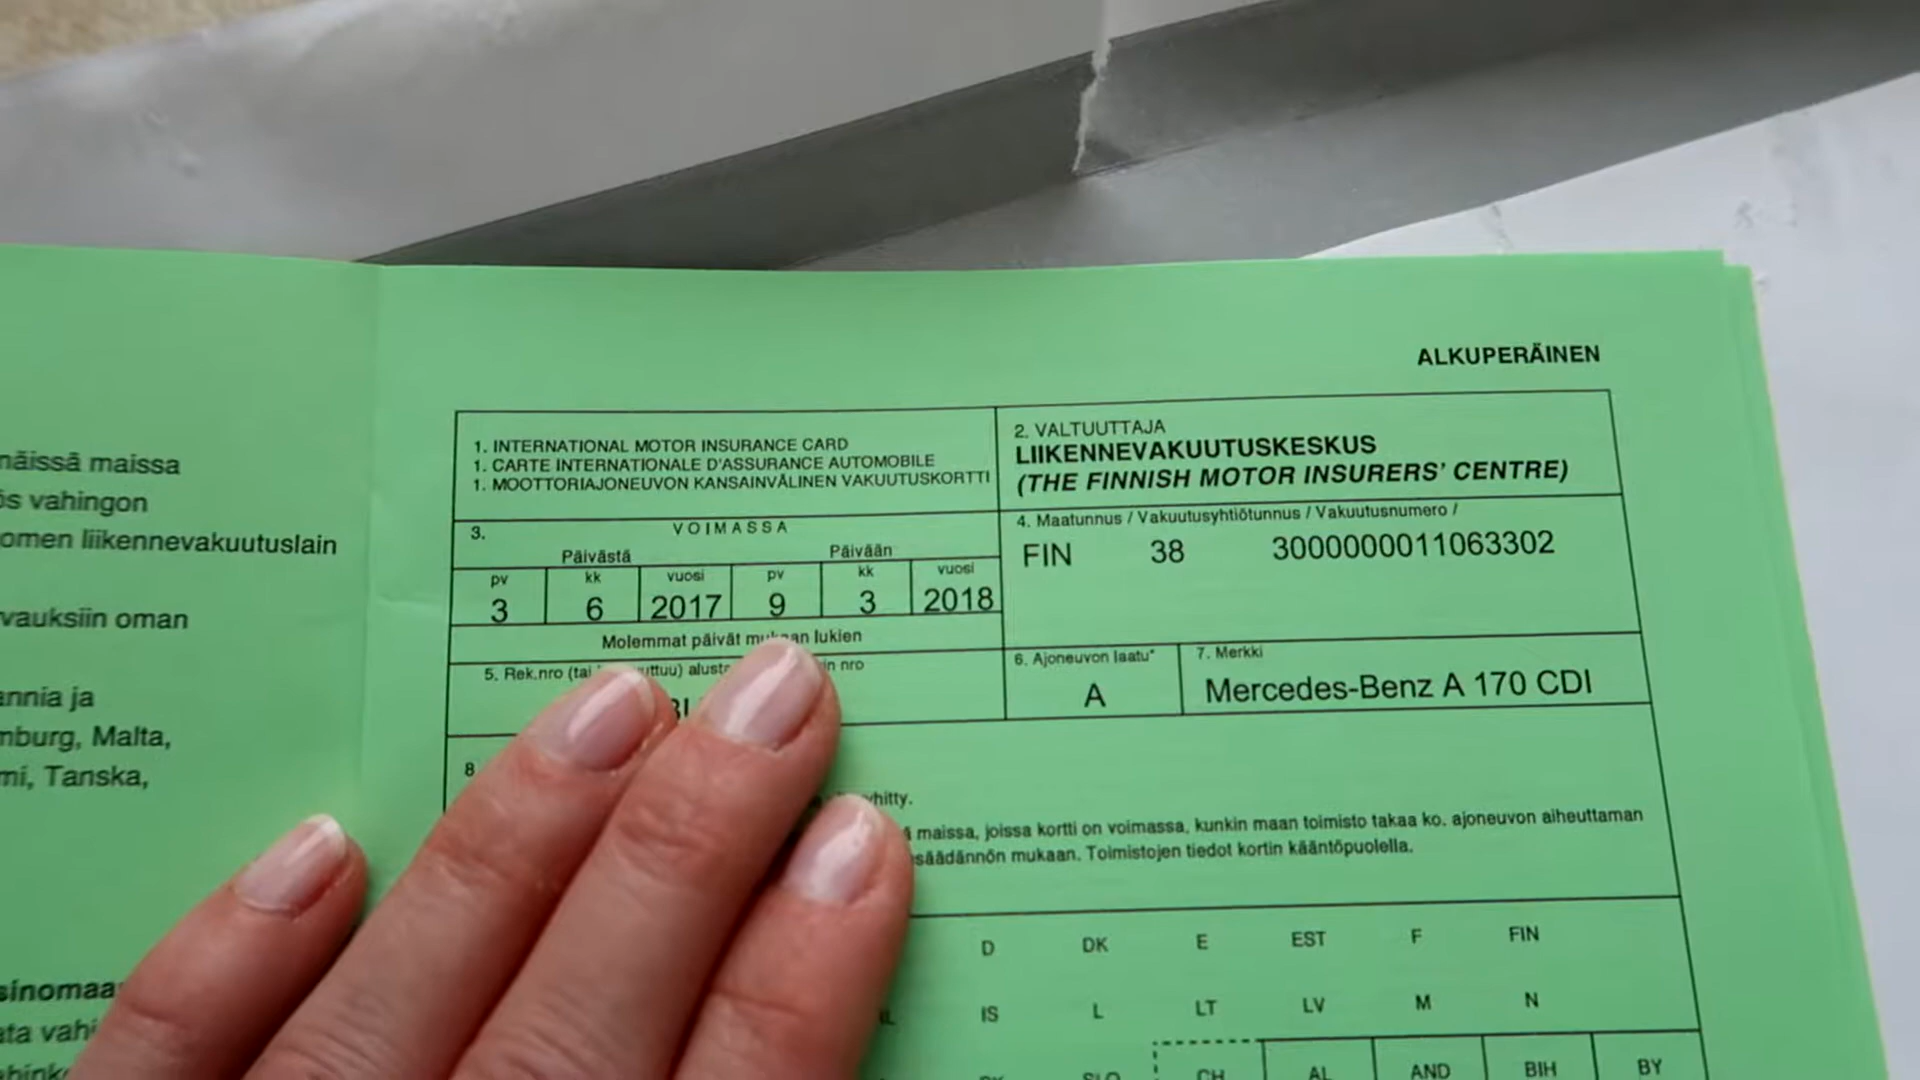 näissä maissa
vahingon
liikennevakuutuslain
oman
ja
Malta,
Tanska,
ALKUPERÄINEN
1. INTERNATIONAL MOTOR INSURANCE CARD
1. CARTE INTERNATIONALE D'ASSURANCE AUTOMOBILE
1. MOOTTORIAJONEUVON KANSAINVÄLINEN VAKUUTUSKORTTI
2. VALTUUTTAJA
LIIKENNEVAKUUTUSKESKUS
(THE FINNISH MOTOR INSURERS' CENTRE)
3. VOIMASSA
Päivästä Päivään
pv kk vuosi pv kk vuosi
3 6 2017 9 3 2018
Molemmat päivät mukaan lukien
4. Maatunnus / Vakuutusyhtiötunnus / Vakuutusnumero /
FIN 38 3000000011063302
5. Rek.nro (tai nro
6. Ajoneuvon laatu*
A
7. Merkki
Mercedes-Benz A 170 CDI
8
maissa, joissa kortti on voimassa, kunkin maan toimisto takaa ko. ajoneuvon aiheuttaman
mukaan. Toimistojen tiedot kortin kääntöpuolella.
D DK E EST F FIN
IS L LT LV M N
CH AL AND BIH BY